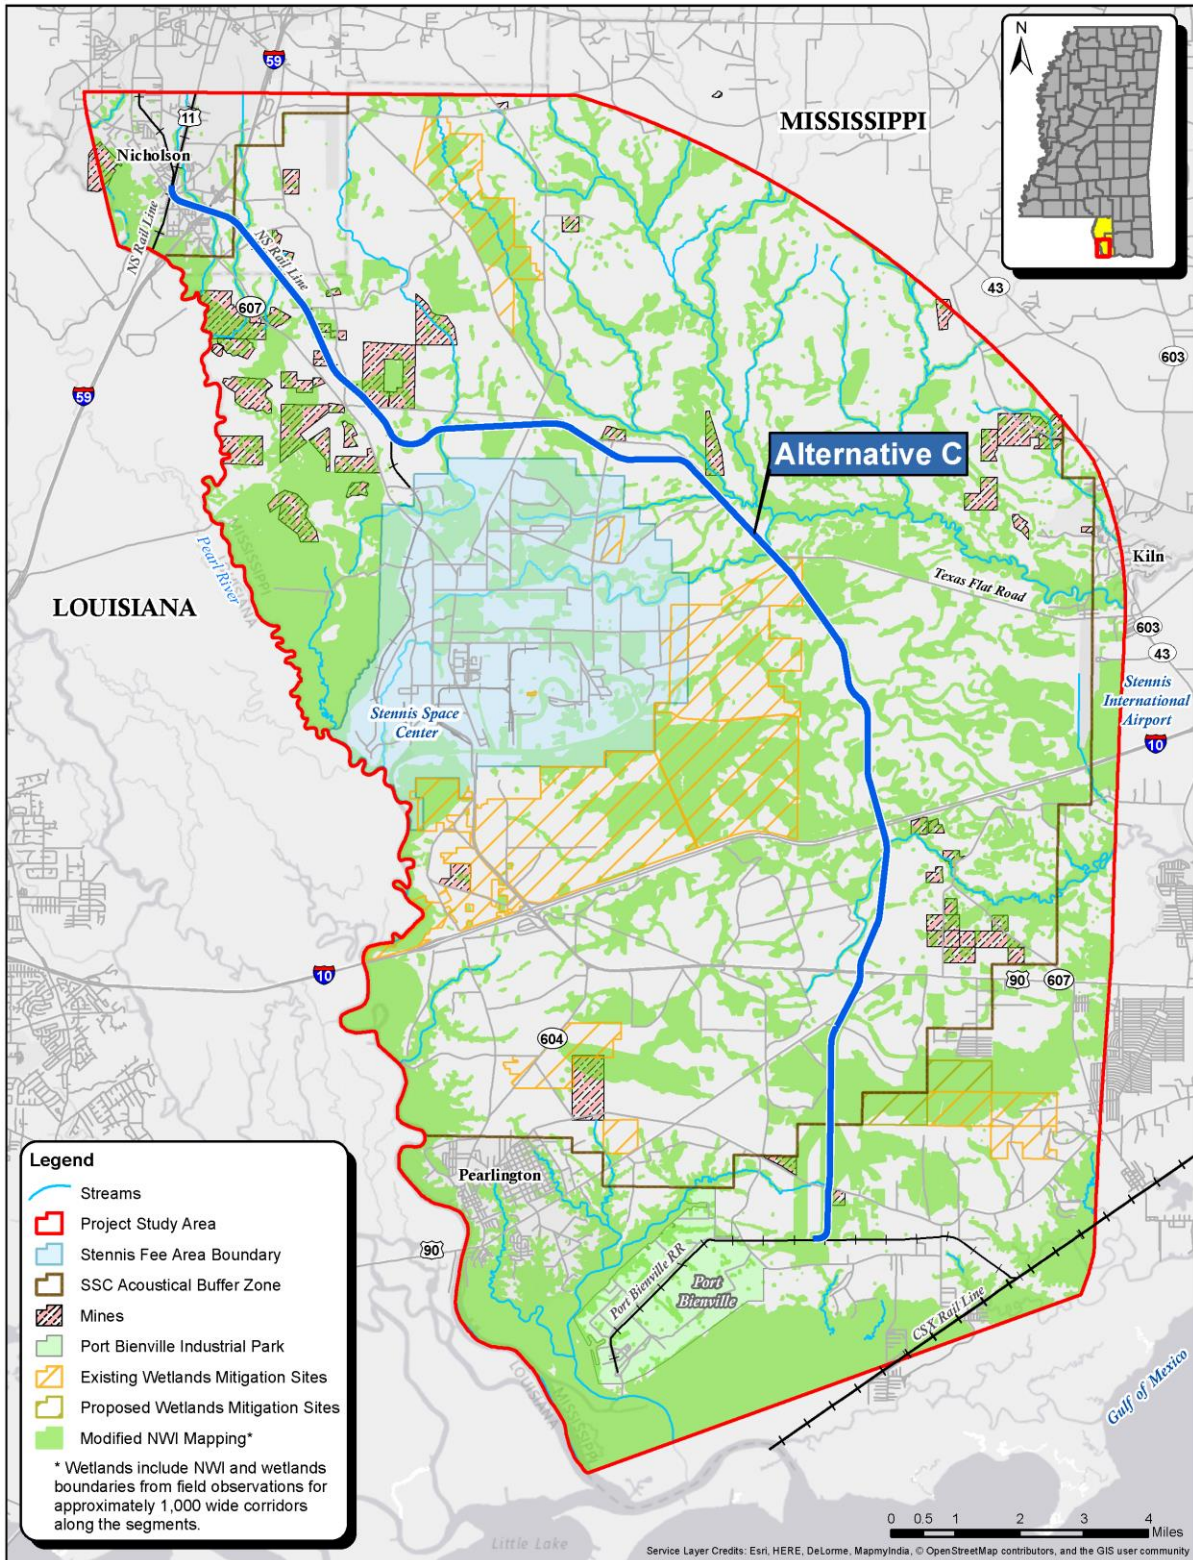 59
N
11
MISSISSIPPI
Nicholson
NS Rail Line
NS Rail Line
607
43
603
59
Alternative C
Kiln
Texas Flat Road
MISSISSIPPI
LOUISIANA
Pearl River
LOUISIANA
603
43
Stennis
International
Airport
Stennis Space
Center
10
10
90
607
604
Pearlington
90
Port Bienville RR
Port
Bienville
CSX Rail Line
Gulf of Mexico
LOUISIANA
MISSISSIPPI
Little Lake
Legend
Streams
Project Study Area
Stennis Fee Area Boundary
SSC Acoustical Buffer Zone
Mines
Port Bienville Industrial Park
Existing Wetlands Mitigation Sites
Proposed Wetlands Mitigation Sites
Modified NWI Mapping*
* Wetlands include NWI and wetlands
boundaries from field observations for
approximately 1,000 wide corridors
along the segments.
0 0.5 1 2 3 4
Miles
Service Layer Credits: Esri, HERE, DeLorme, MapmyIndia, © OpenStreetMap contributors, and the GIS user community